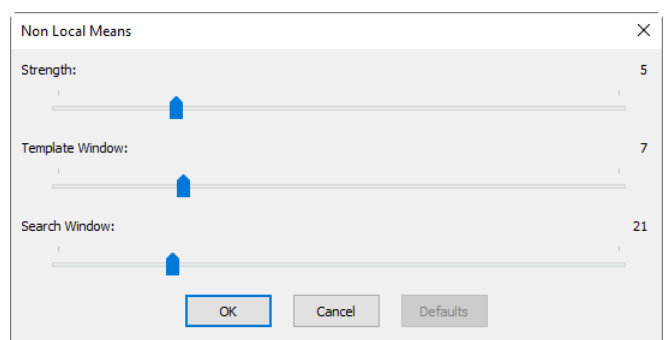 Non Local Means
Strength: 5
Template Window: 7
Search Window: 21
OK Cancel Defaults